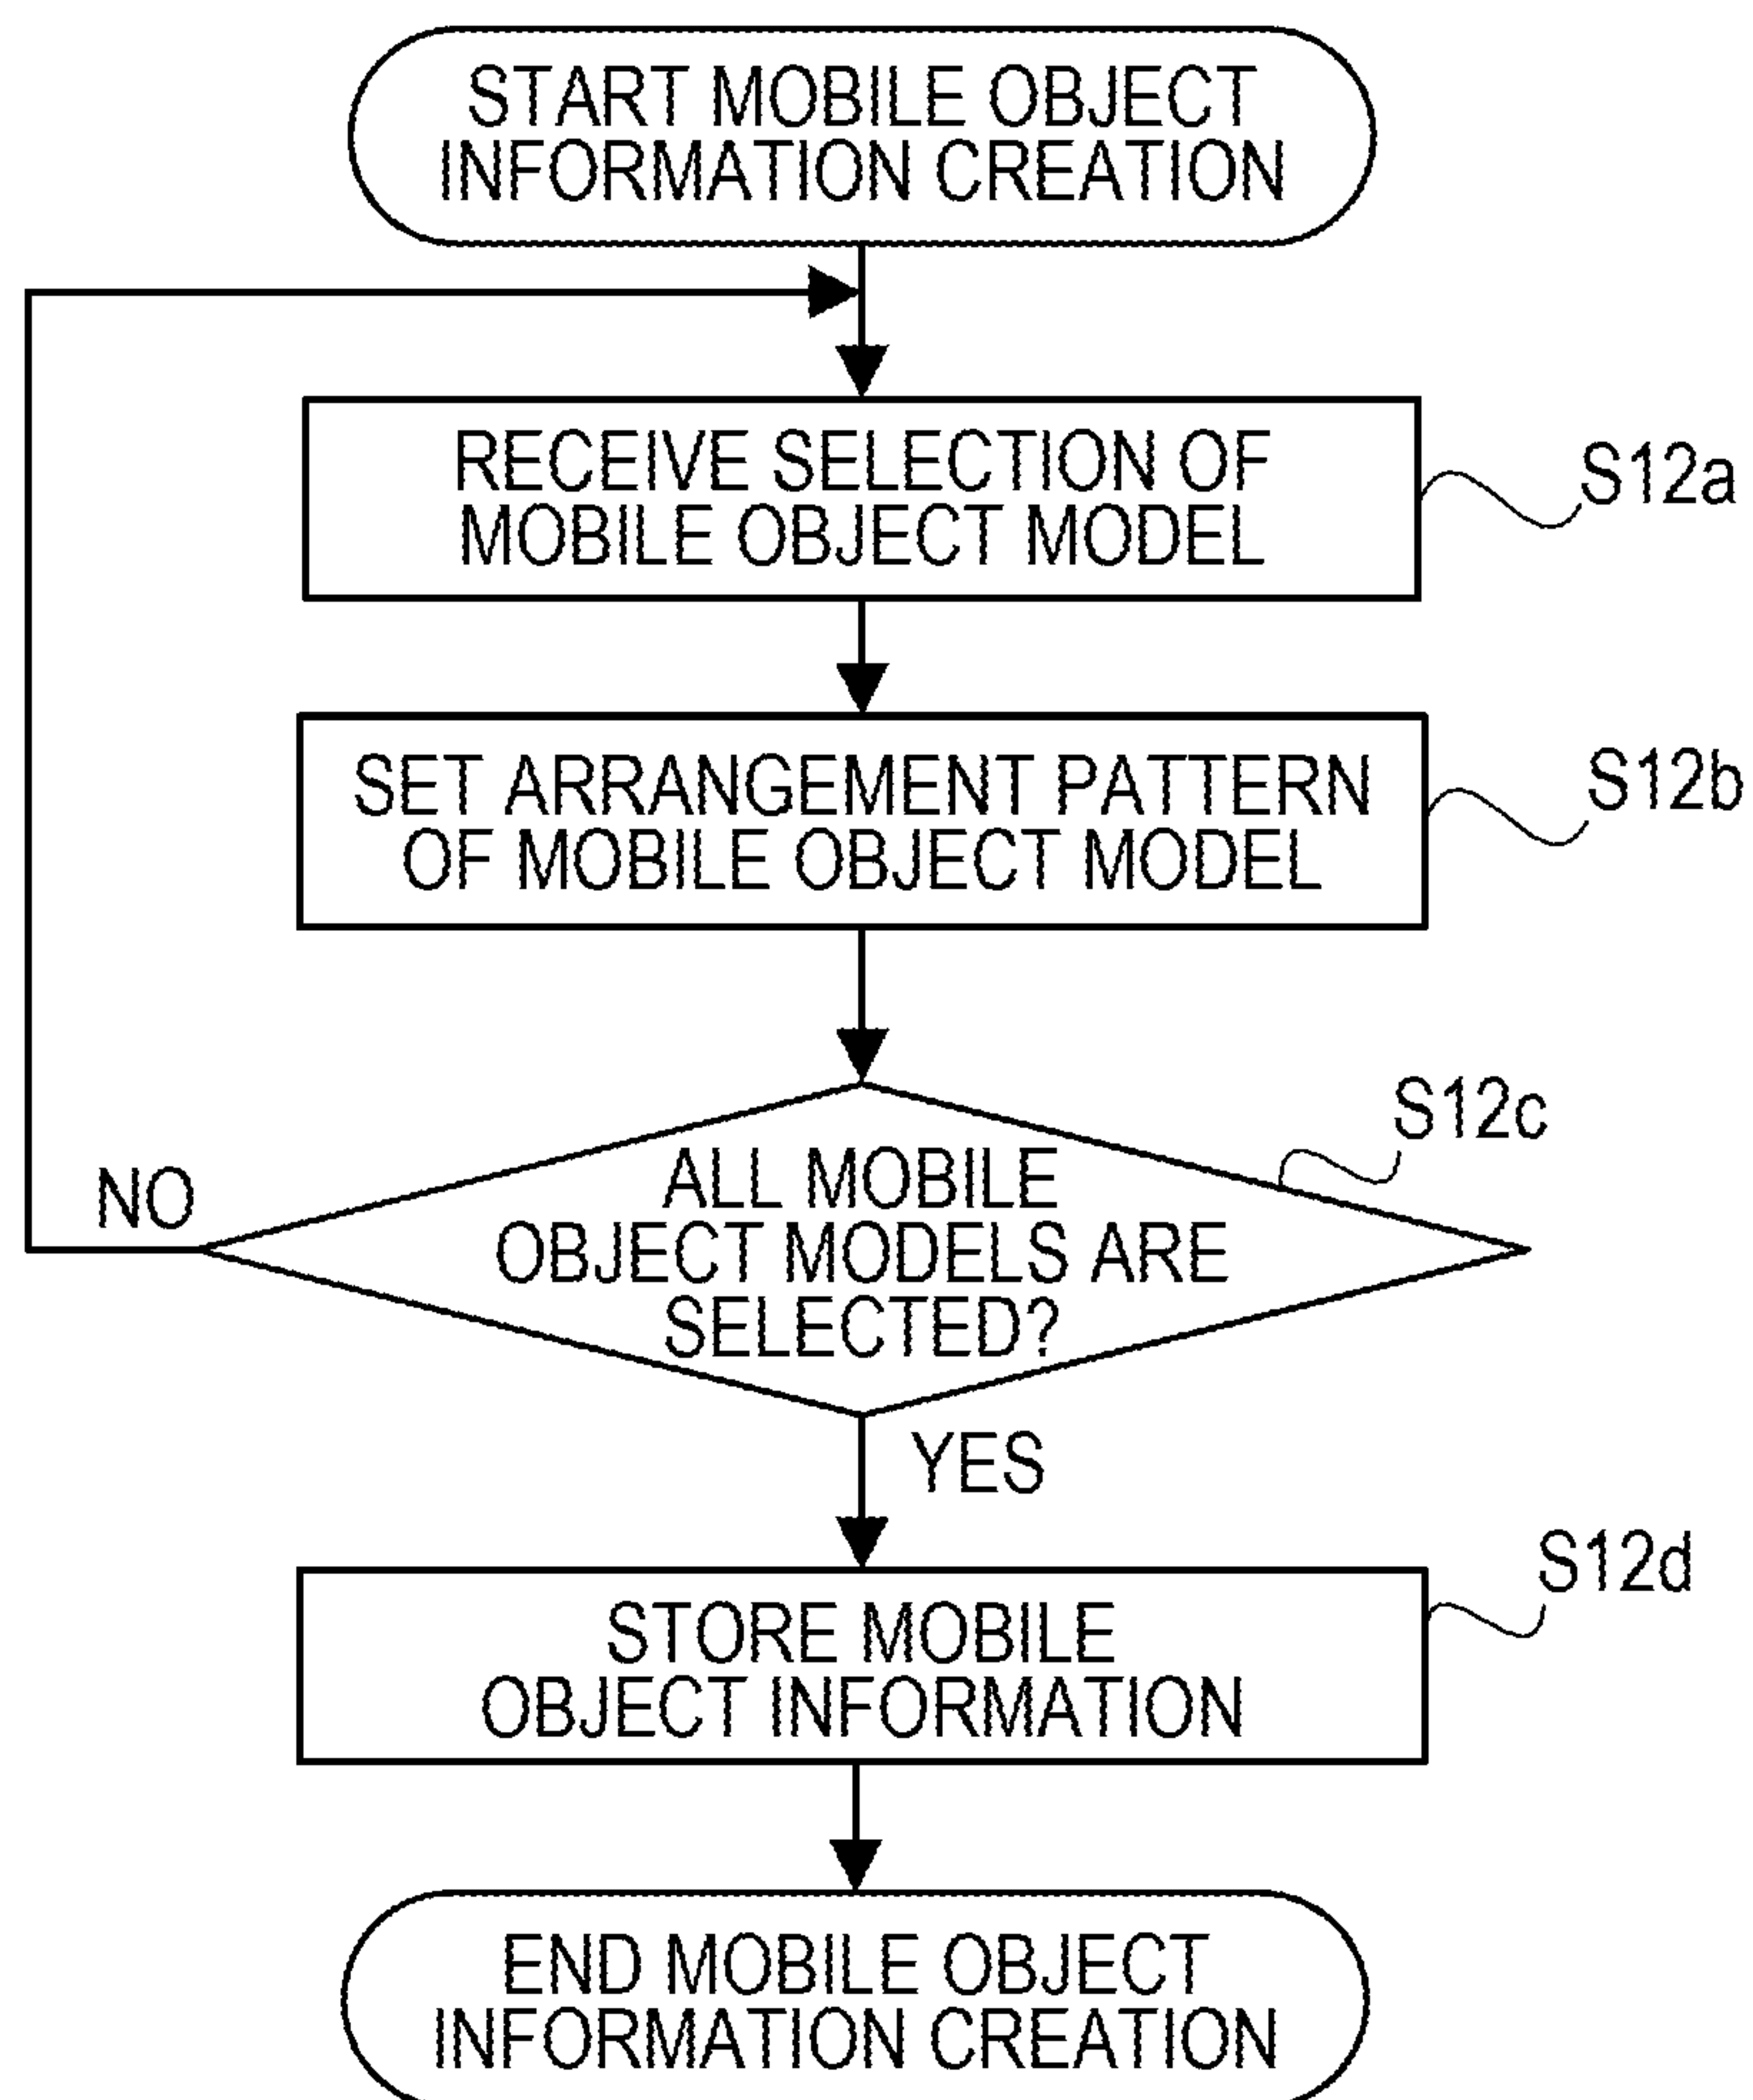 START MOBILE OBJECT
INFORMATION CREATION
RECEIVE SELECTION OF
MOBILE OBJECT MODEL
S12a
SET ARRANGEMENT PATTERN
OF MOBILE OBJECT MODEL
S12b
S12c
ALL MOBILE
OBJECT MODELS ARE
SELECTED?
NO
YES
S12d
STORE MOBILE
OBJECT INFORMATION
END MOBILE OBJECT
INFORMATION CREATION